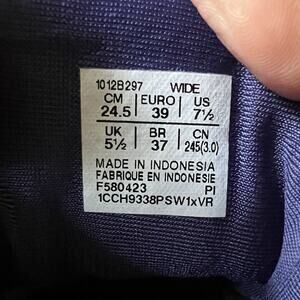 1012B297 WIDE
CM EURO US
24.5 39 7½
UK BR CN
5½ 37 245(3.0)
MADE IN INDONESIA
FABRIQUE EN INDONESIE
F580423 PI
1CCH9338PSW1xVR